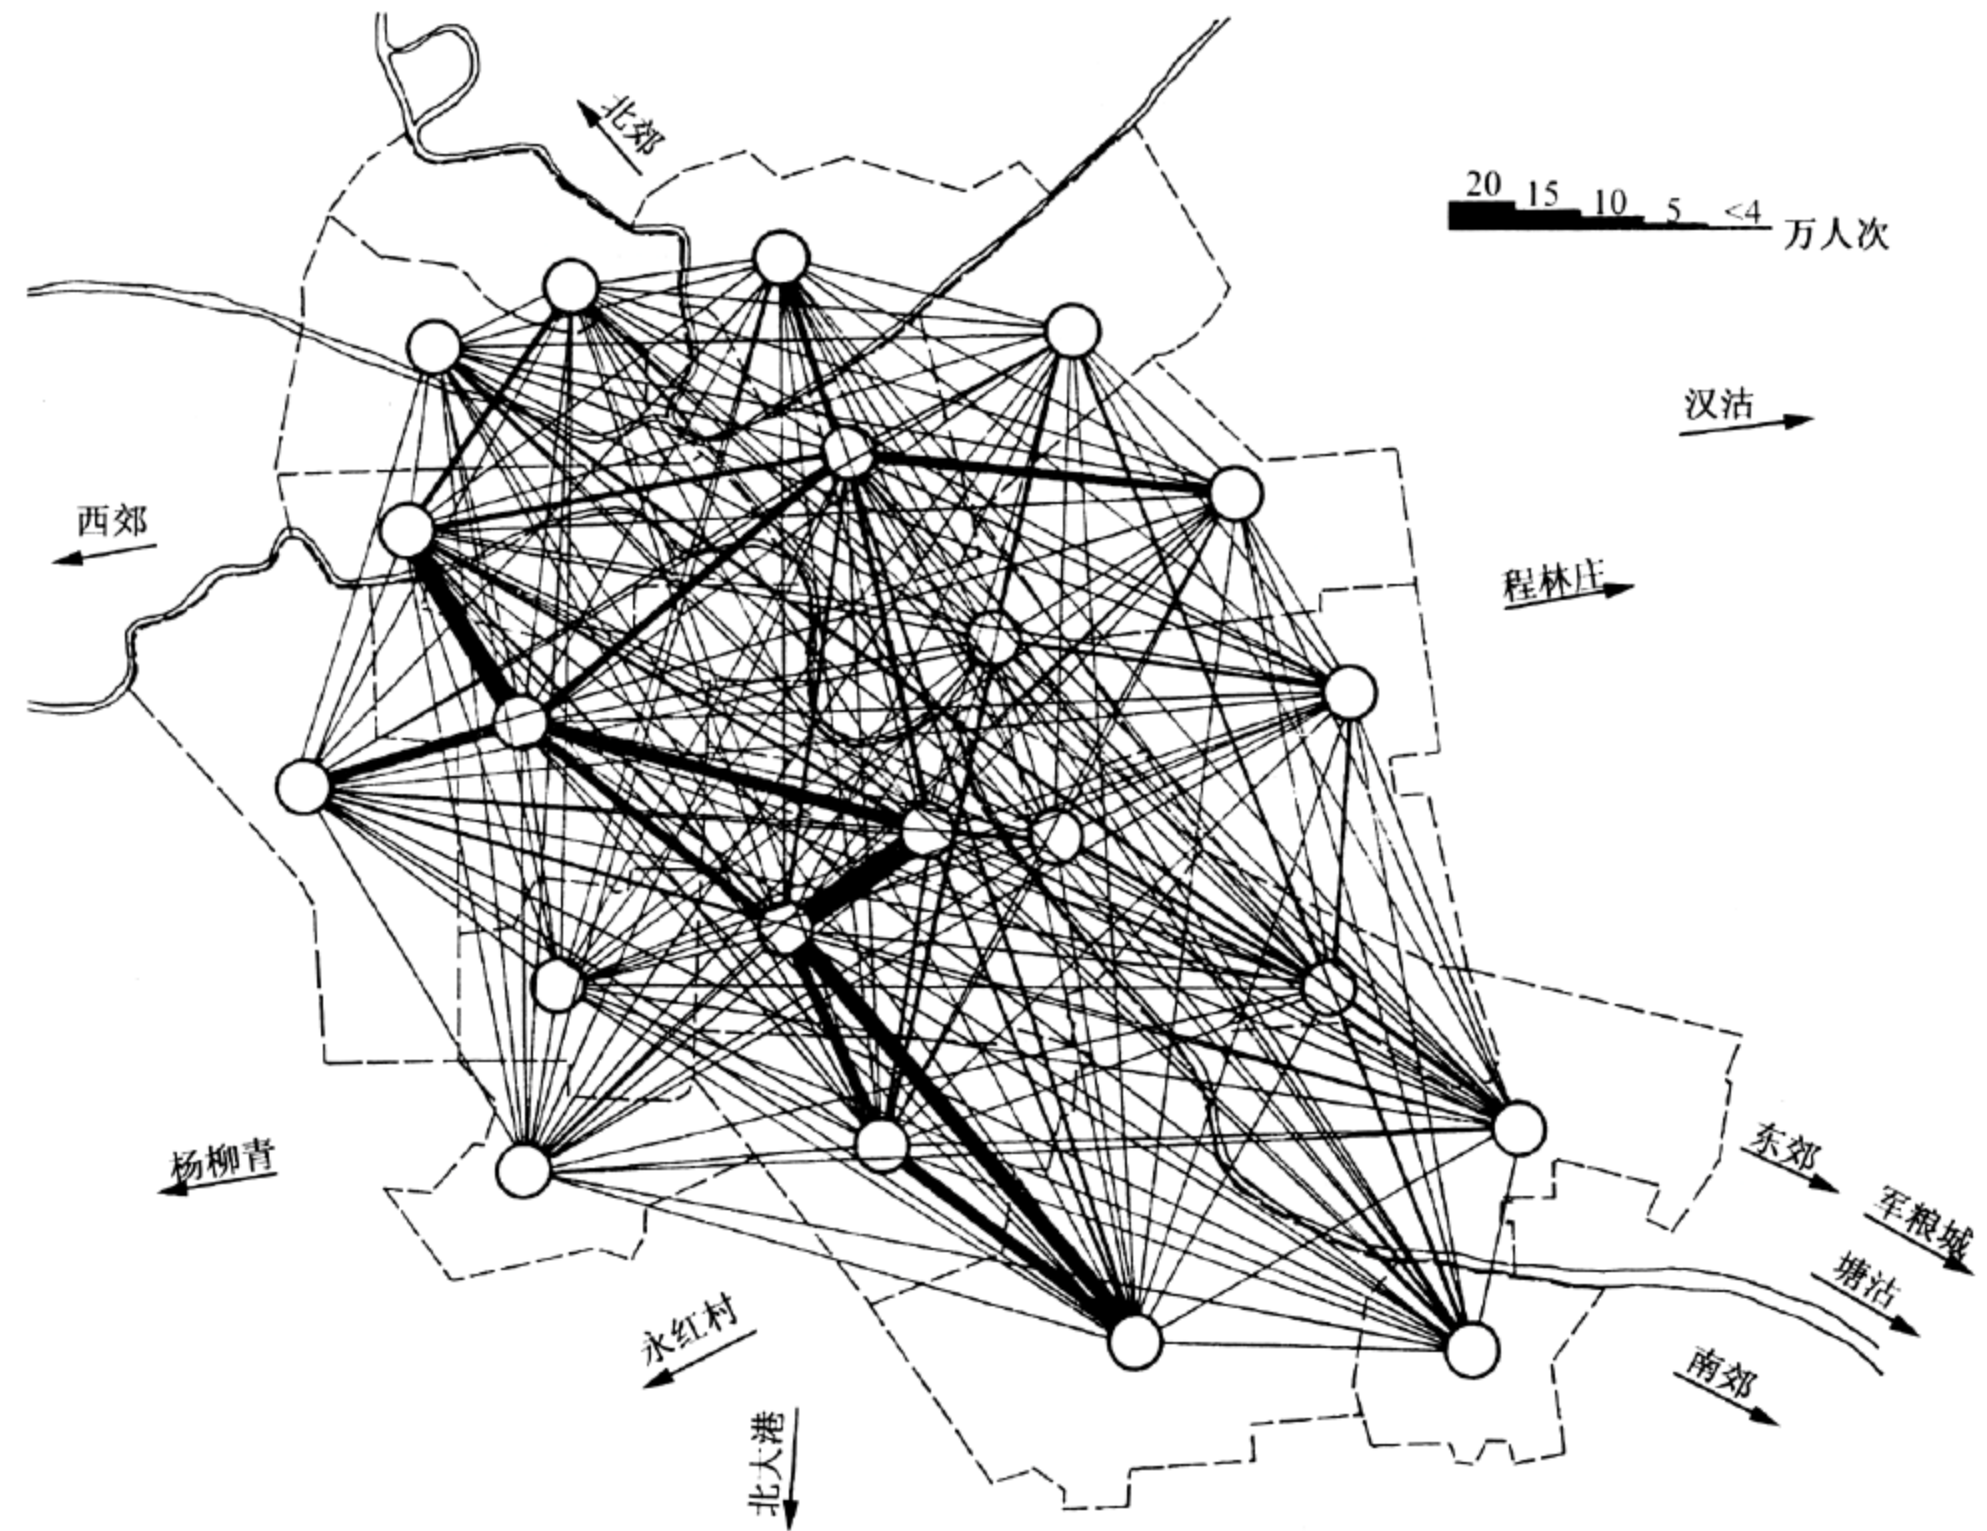 北郊
20 15 10 5 <4 万人次
汉沽
西郊
程林庄
杨柳青
东郊
军粮城
塘沽
永红村
南郊
北大港